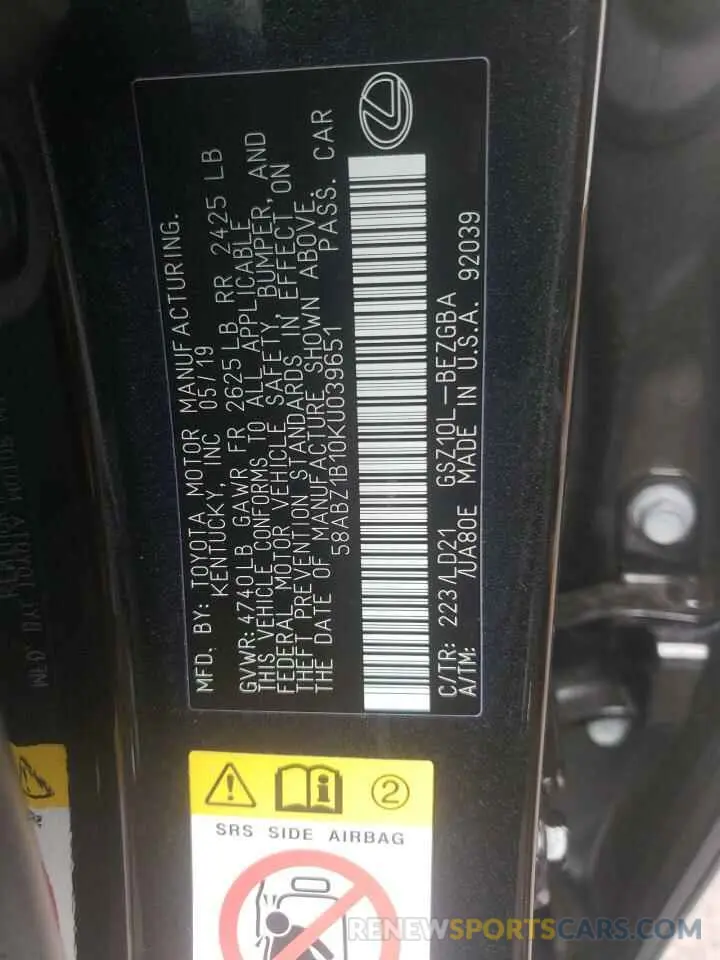 MFD. BY: TOYOTA MOTOR MANUFACTURING.
KENTUCKY, INC 05/19
GVWR: 4740LB GAWR FR 2625LB RR 2425 LB
THIS VEHICLE CONFORMS TO ALL APPLICABLE
FEDERAL MOTOR VEHICLE SAFETY, BUMPER, AND
THEFT PREVENTION STANDARDS IN EFFECT ON
THE DATE OF MANUFACTURE SHOWN ABOVE.
58ABZ1B10KU039651 PASS. CAR
C/TR: 223/LD21 GSZ10L-BEZGBA
A/TM: /UA80E MADE IN U.S.A. 92039
2
SRS SIDE AIRBAG
RENEWSPORTSCARS.COM